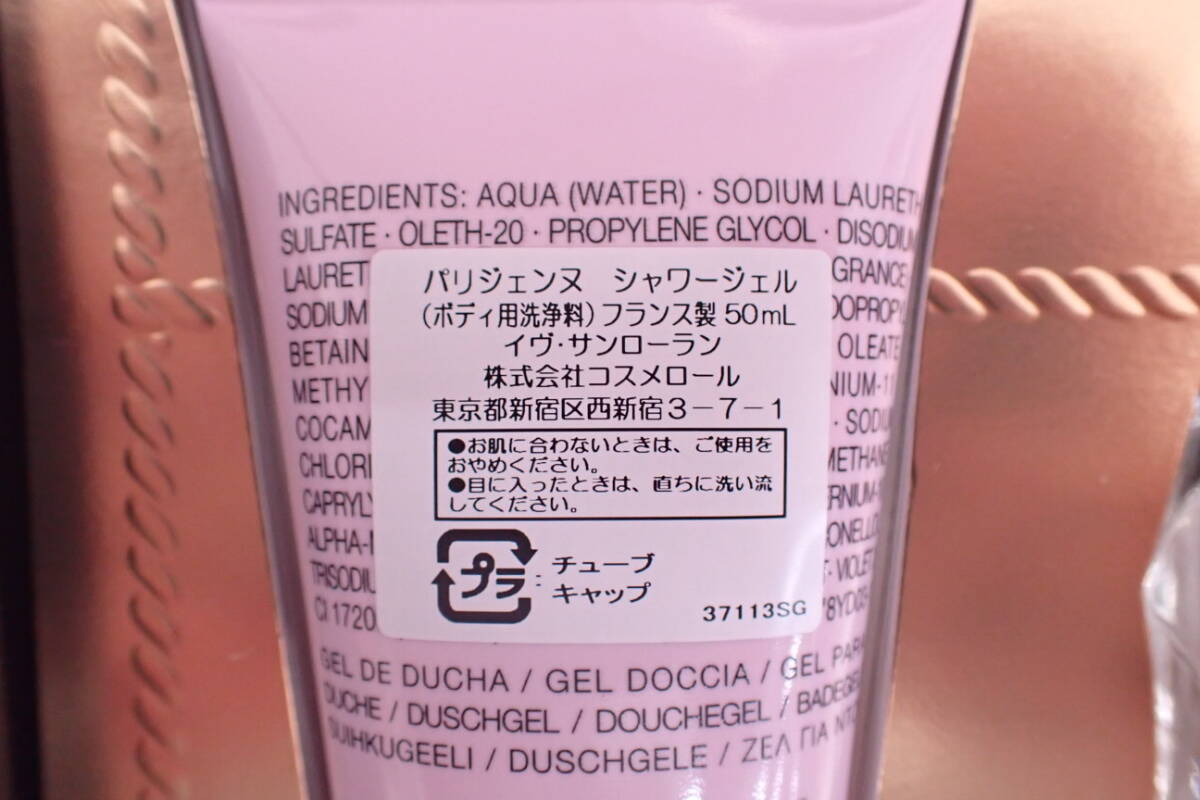 INGREDIENTS: AQUA (WATER) · SODIUM LAURETH
SULFATE · OLETH-20 · PROPYLENE GLYCOL · DISODIUM
パリジェンヌ シャワージェル
(ボディ用洗浄料)フランス製 50mL
イヴ・サンローラン
株式会社コスメロール
東京都新宿区西新宿3-7-1
●お肌に合わないときは、ご使用を
おやめください。
●目に入ったときは、直ちに洗い流
してください。
プラ : チューブ
キャップ
37113SG
SODIUM
OLEATE
GEL DE DUCHA / GEL DOCCIA / GEL PARA
DUCHE / DUSCHGEL / DOUCHEGEL / BADEGEL
SUIHKUGEELI / DUSCHGELE / ΖΕΛ ΓΙΑ ΝΤΟ